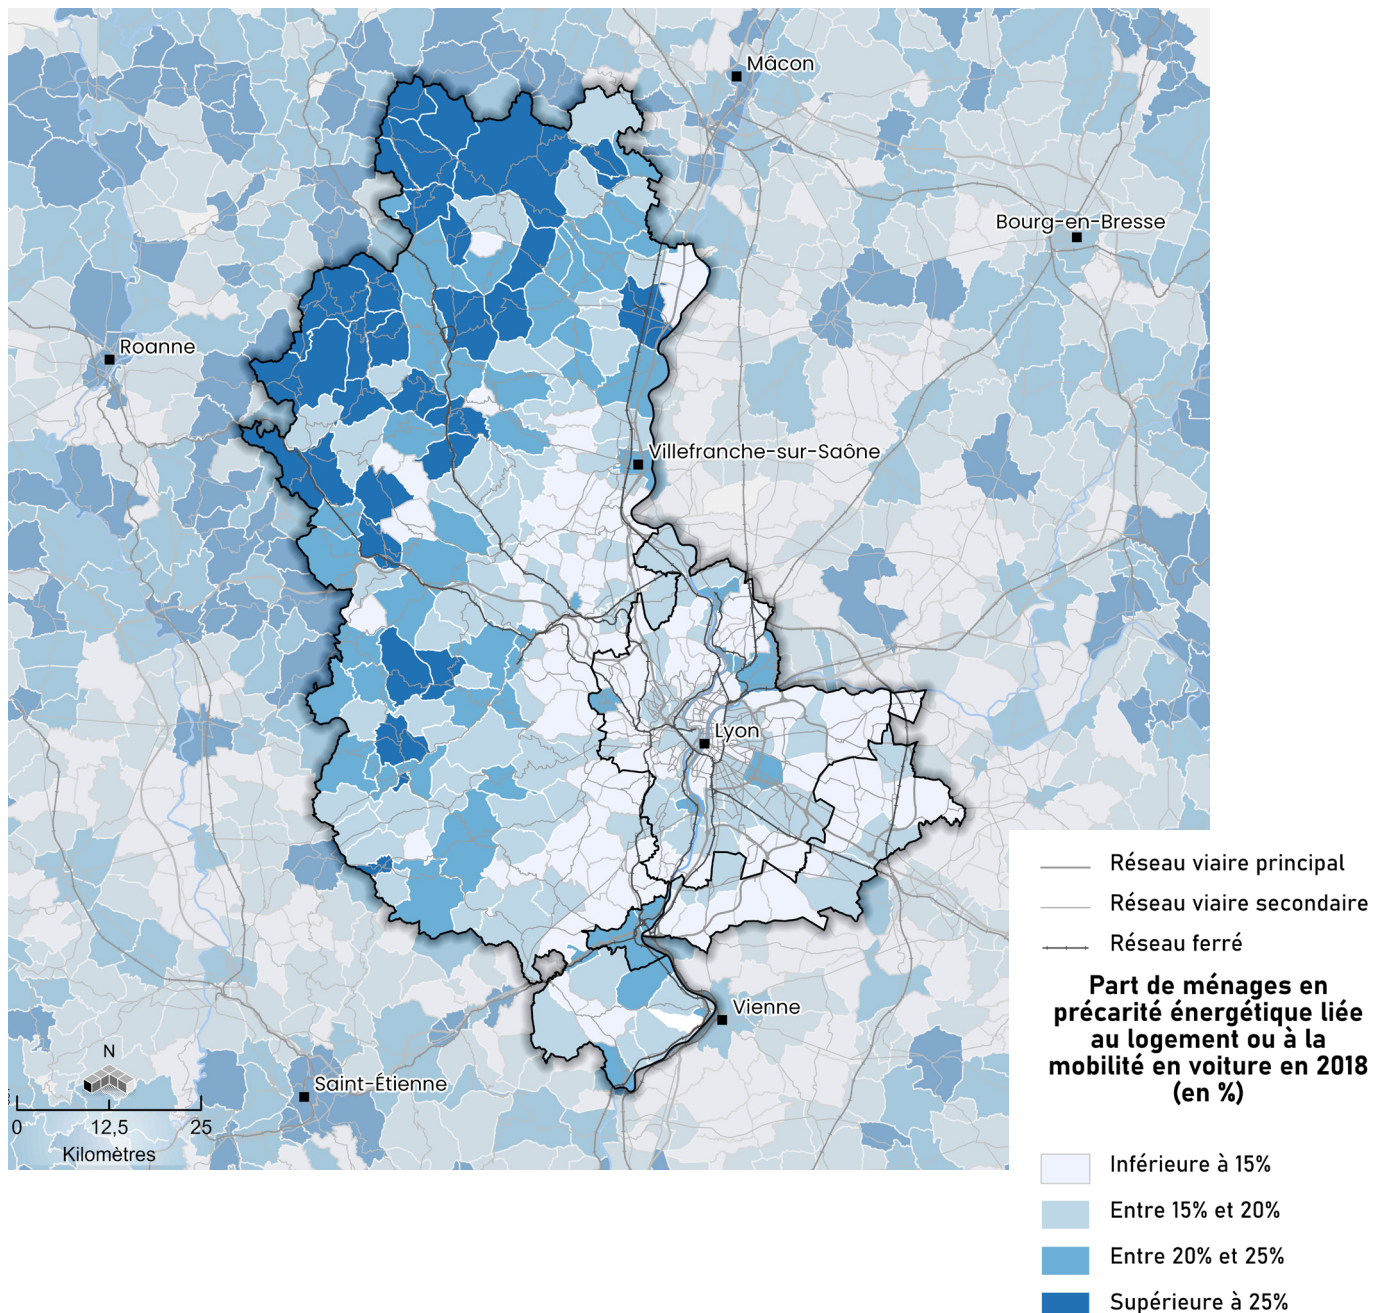 Mâcon
Bourg-en-Bresse
Roanne
Villefranche-sur-Saône
Lyon
Vienne
Saint-Étienne
N
0 12,5 25
Kilomètres
Réseau viaire principal
Réseau viaire secondaire
Réseau ferré
Part de ménages en
précarité énergétique liée
au logement ou à la
mobilité en voiture en 2018
(en %)
Inférieure à 15%
Entre 15% et 20%
Entre 20% et 25%
Supérieure à 25%